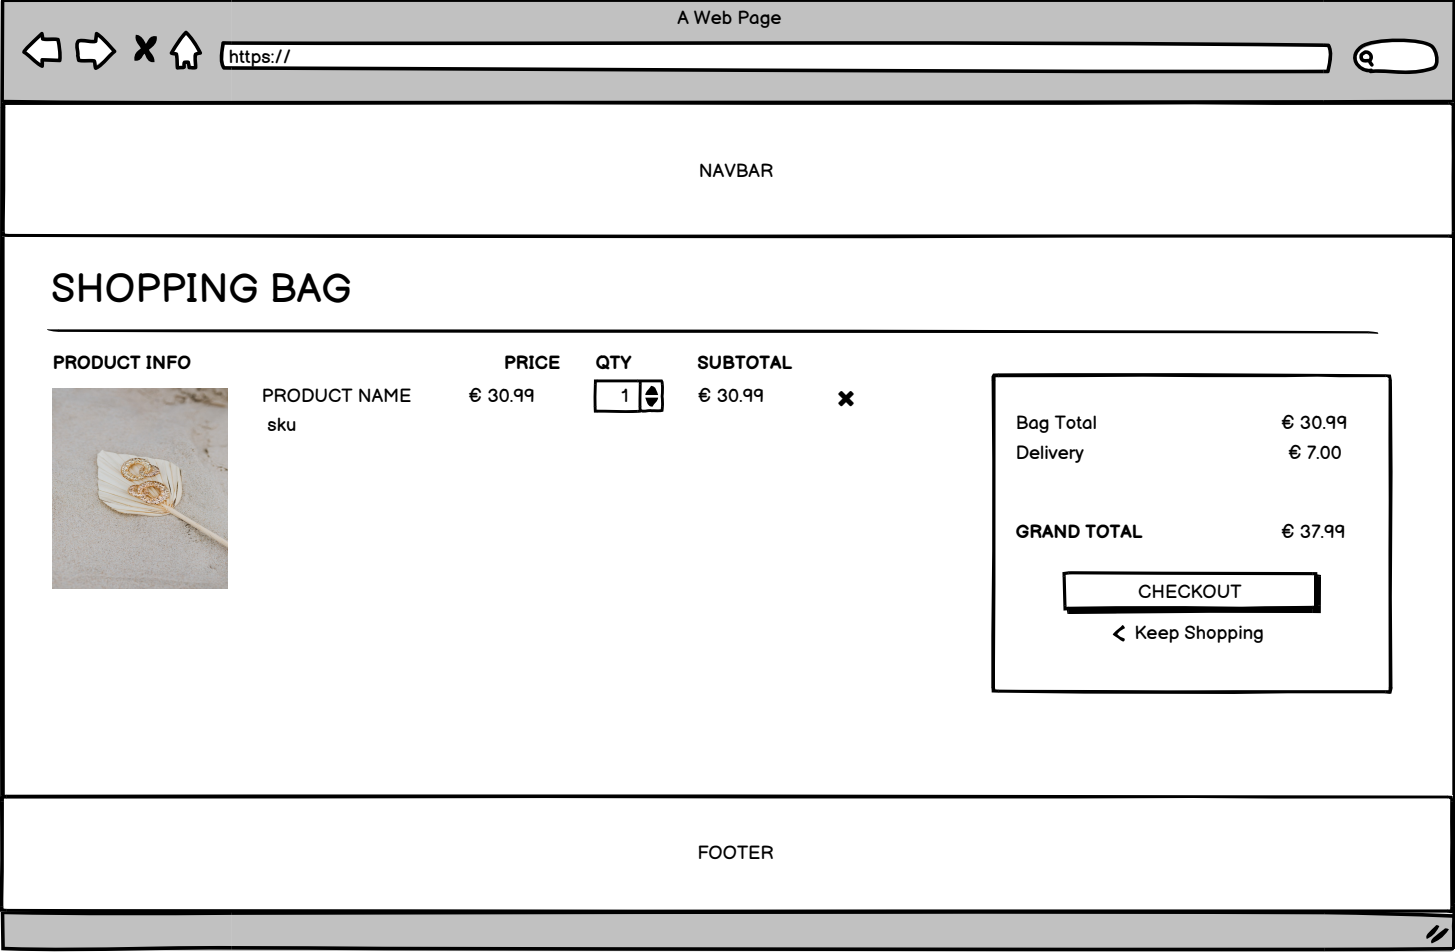 A Web Page
https://
NAVBAR
SHOPPING BAG
PRODUCT INFO PRICE QTY SUBTOTAL
PRODUCT NAME € 30.99 1 € 30.99
sku
Bag Total € 30.99
Delivery € 7.00
GRAND TOTAL € 37.99
CHECKOUT
Keep Shopping
FOOTER